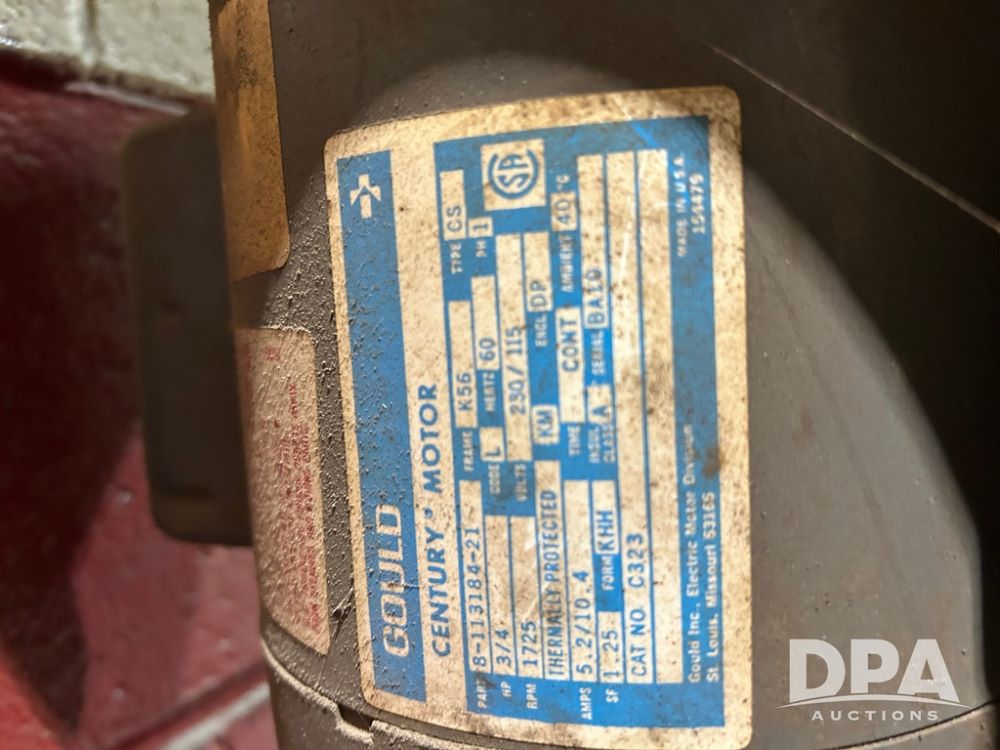 GOULD
CENTURY® MOTOR
PART 8-113184-21 FRAME K56 TYPE CS
HP 3/4 CODE L HERTZ 60 PH 1
RPM 1725 VOLTS 230/115
THERMALLY PROTECTED KM ENCL DP
TIME CONT AMBIENT 40 °C
AMPS 5.2/10.4 INSUL CLASS A SERIAL BA10
SF 1.25 FORM KRH
CAT NO C323
Gould Inc., Electric Motor Division MADE IN U.S.A.
St. Louis, Missouri 63166 154479
SA
DPA
AUCTIONS